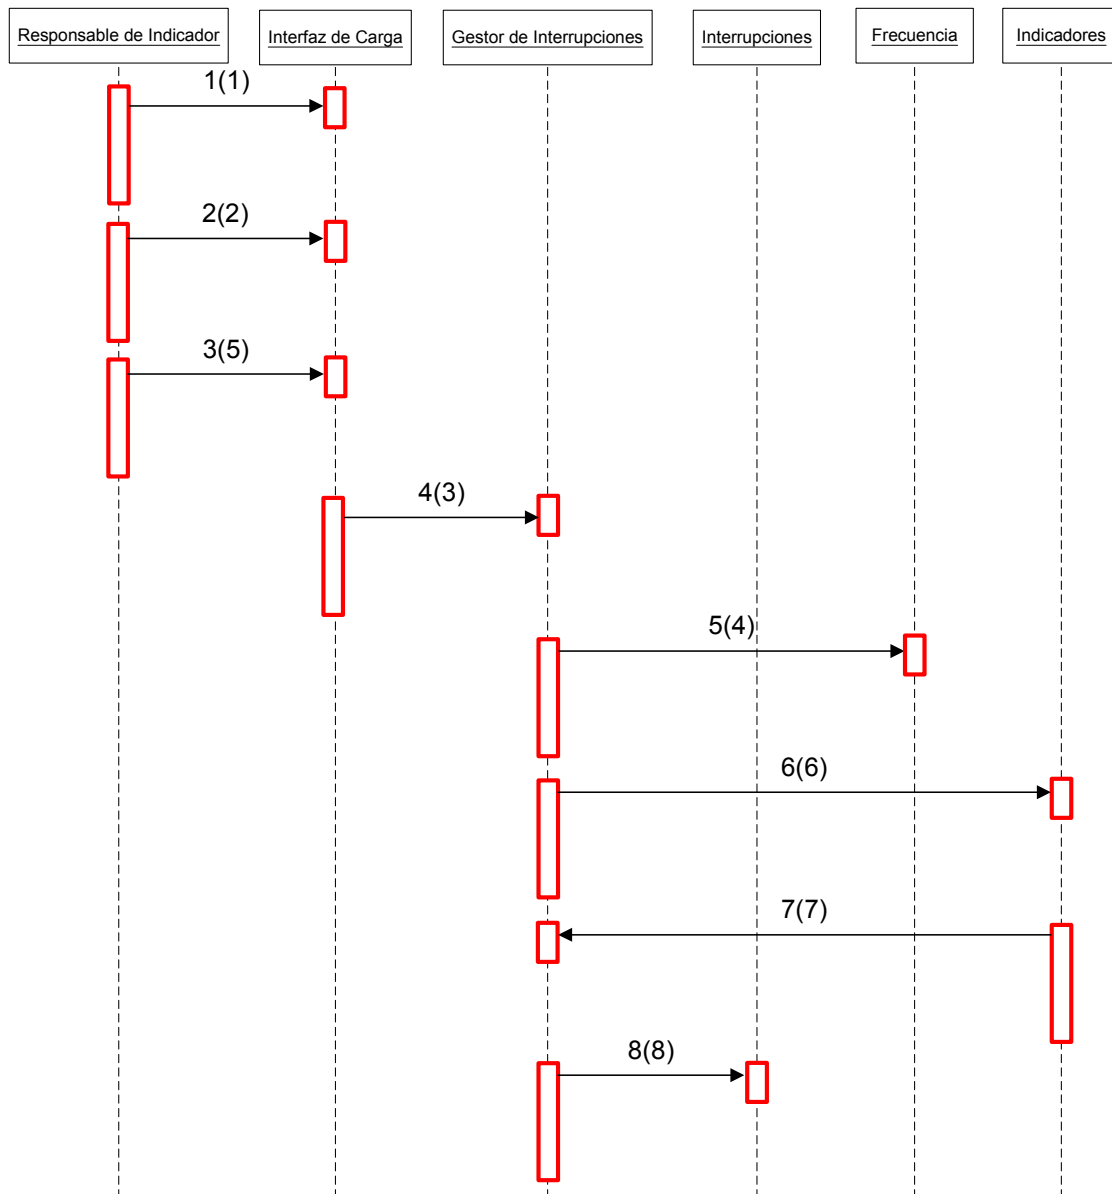 Responsable de Indicador
Interfaz de Carga
Gestor de Interrupciones
Interrupciones
Frecuencia
Indicadores
1(1)
2(2)
3(5)
4(3)
5(4)
6(6)
7(7)
8(8)